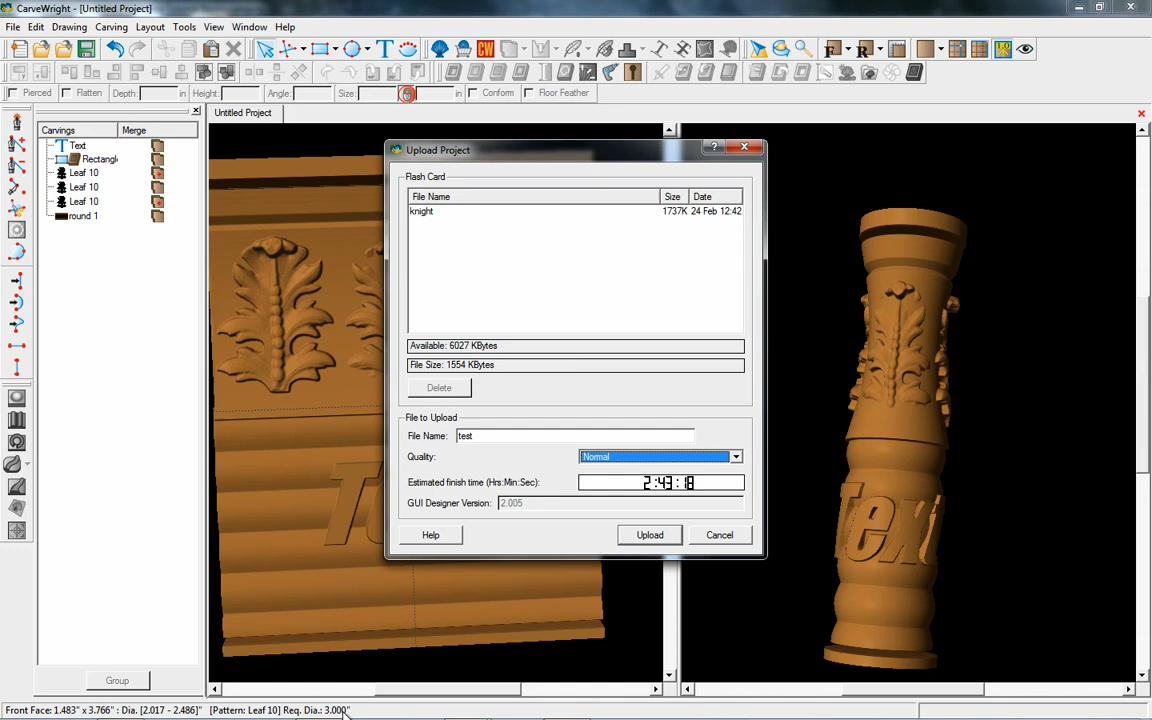 CarveWright - [Untitled Project]
File Edit Drawing Carving Layout Tools View Window Help
Pierced Flatten Depth: in Height: Angle: Size: in Conform Floor Feather
Carvings Merge
Text
Rectangl
Leaf 10
Leaf 10
Leaf 10
round 1
Group
Untitled Project
Upload Project
Flash Card
File Name Size Date
knight 1737K 24 Feb 12:42
Available: 6027 KBytes
File Size: 1554 KBytes
Delete
File to Upload
File Name: test
Quality: Normal
Estimated finish time (Hrs:Min:Sec): 2:43:18
GUI Designer Version: 2.005
Help Upload Cancel
Text
Front Face: 1.483" x 3.766" : Dia. [2.017 - 2.486]" [Pattern: Leaf 10] Req. Dia.: 3.000"